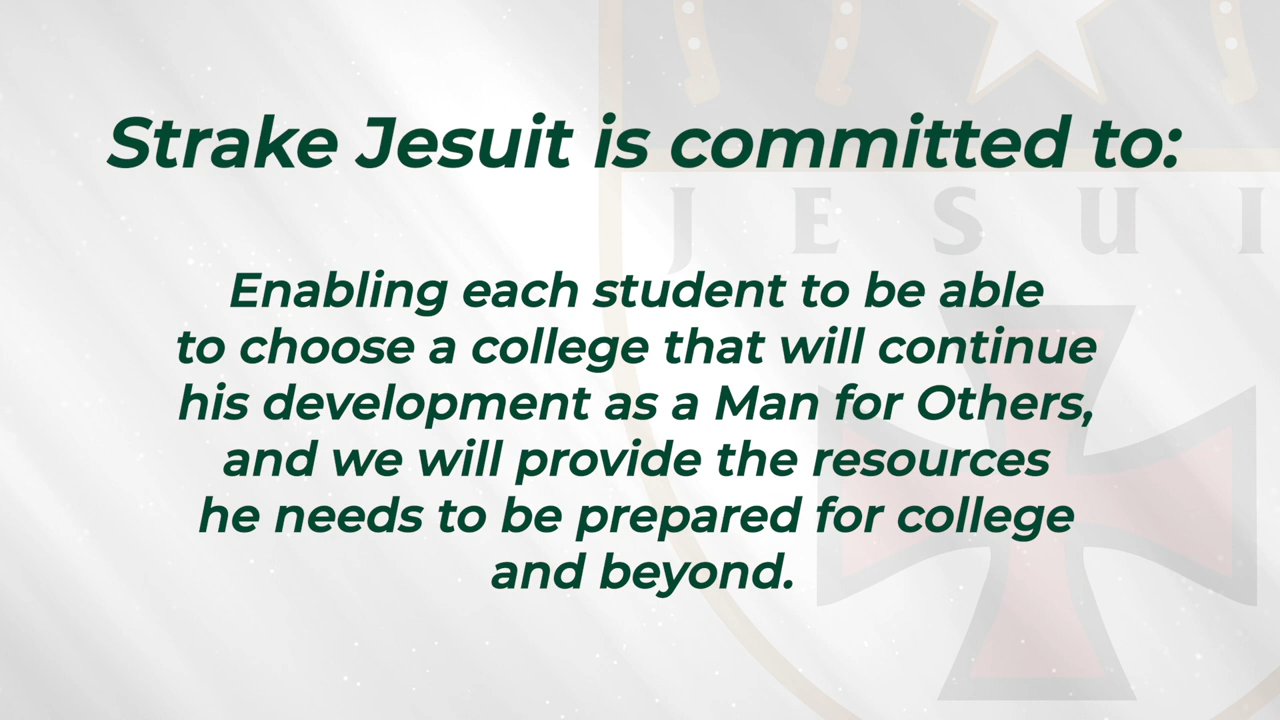 Strake Jesuit is committed to:
JESUI
Enabling each student to be able
to choose a college that will continue
his development as a Man for Others,
and we will provide the resources
he needs to be prepared for college
and beyond.